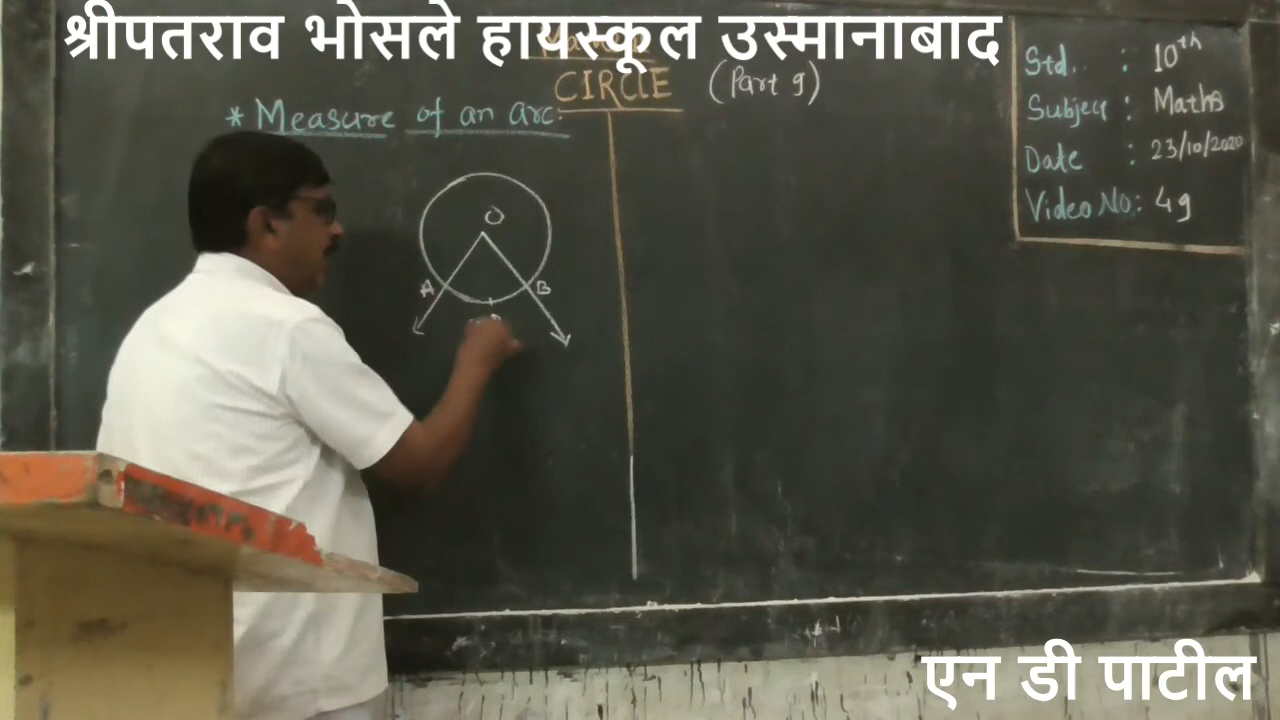 श्रीपतराव भोसले हायस्कूल उस्मानाबाद
CIRCLE (Part 9)
* Measure of an arc:
O
A B
Std. : 10th
Subject : Maths
Date : 23/10/2020
Video No: 49
एन डी पाटील